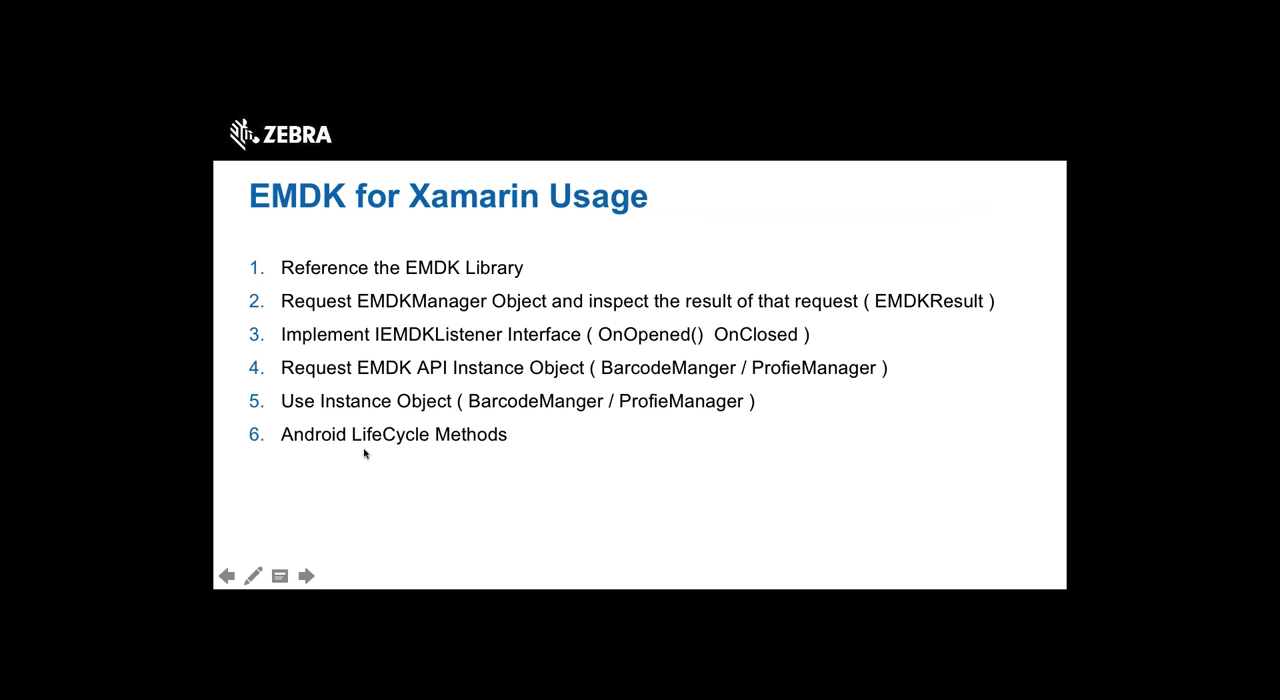 ZEBRA
EMDK for Xamarin Usage
1. Reference the EMDK Library
2. Request EMDKManager Object and inspect the result of that request ( EMDKResult )
3. Implement IEMDKListener Interface ( OnOpened()  OnClosed )
4. Request EMDK API Instance Object ( BarcodeManger / ProfieManager )
5. Use Instance Object ( BarcodeManger / ProfieManager )
6. Android LifeCycle Methods